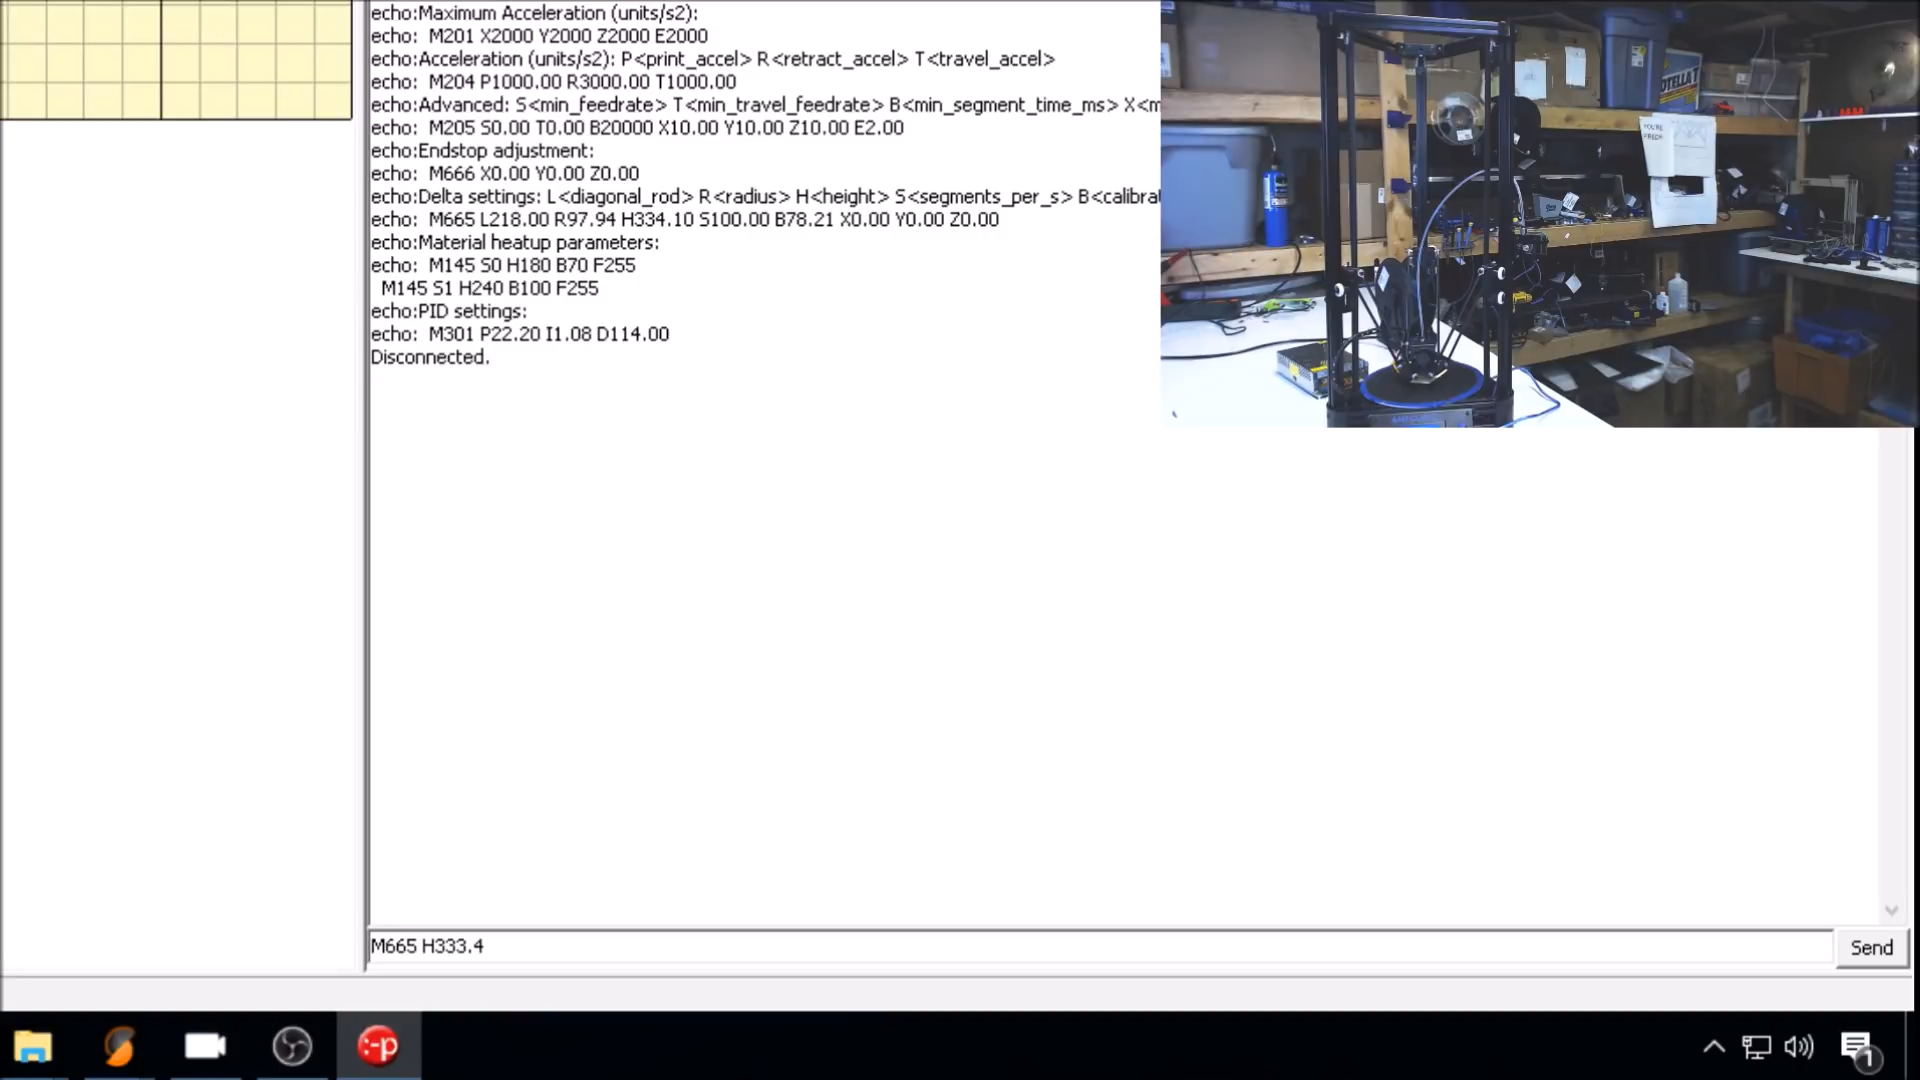 echo:Maximum Acceleration (units/s2):
echo:  M201 X2000 Y2000 Z2000 E2000
echo:Acceleration (units/s2): P<print_accel> R<retract_accel> T<travel_accel>
echo:  M204 P1000.00 R3000.00 T1000.00
echo:Advanced: S<min_feedrate> T<min_travel_feedrate> B<min_segment_time_ms> X<m
echo:  M205 S0.00 T0.00 B20000 X10.00 Y10.00 Z10.00 E2.00
echo:Endstop adjustment:
echo:  M666 X0.00 Y0.00 Z0.00
echo:Delta settings: L<diagonal_rod> R<radius> H<height> S<segments_per_s> B<calibrat
echo:  M665 L218.00 R97.94 H334.10 S100.00 B78.21 X0.00 Y0.00 Z0.00
echo:Material heatup parameters:
echo:  M145 S0 H180 B70 F255
M145 S1 H240 B100 F255
echo:PID settings:
echo:  M301 P22.20 I1.08 D114.00
Disconnected.
YOU'RE
M665 H333.4
Send
:-p
1